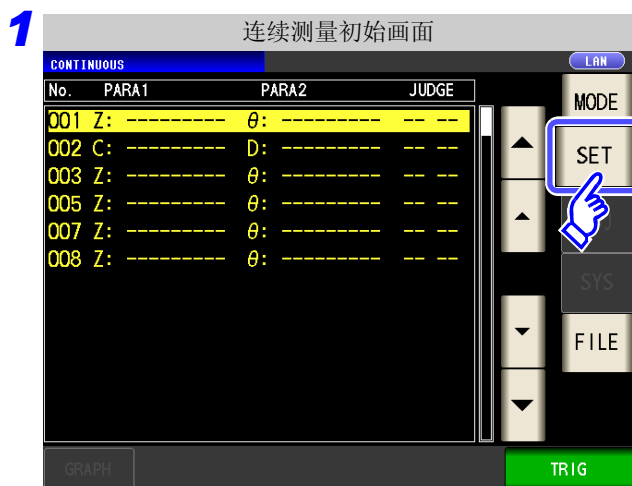 1
连续测量初始画面
CONTINUOUS
LAN
No. PARA1 PARA2 JUDGE
001 Z: --------- θ: --------- -- --
002 C: --------- D: --------- -- --
003 Z: --------- θ: --------- -- --
005 Z: --------- θ: --------- -- --
007 Z: --------- θ: --------- -- --
008 Z: --------- θ: --------- -- --
MODE
SET
SYS
FILE
GRAPH
TRIG